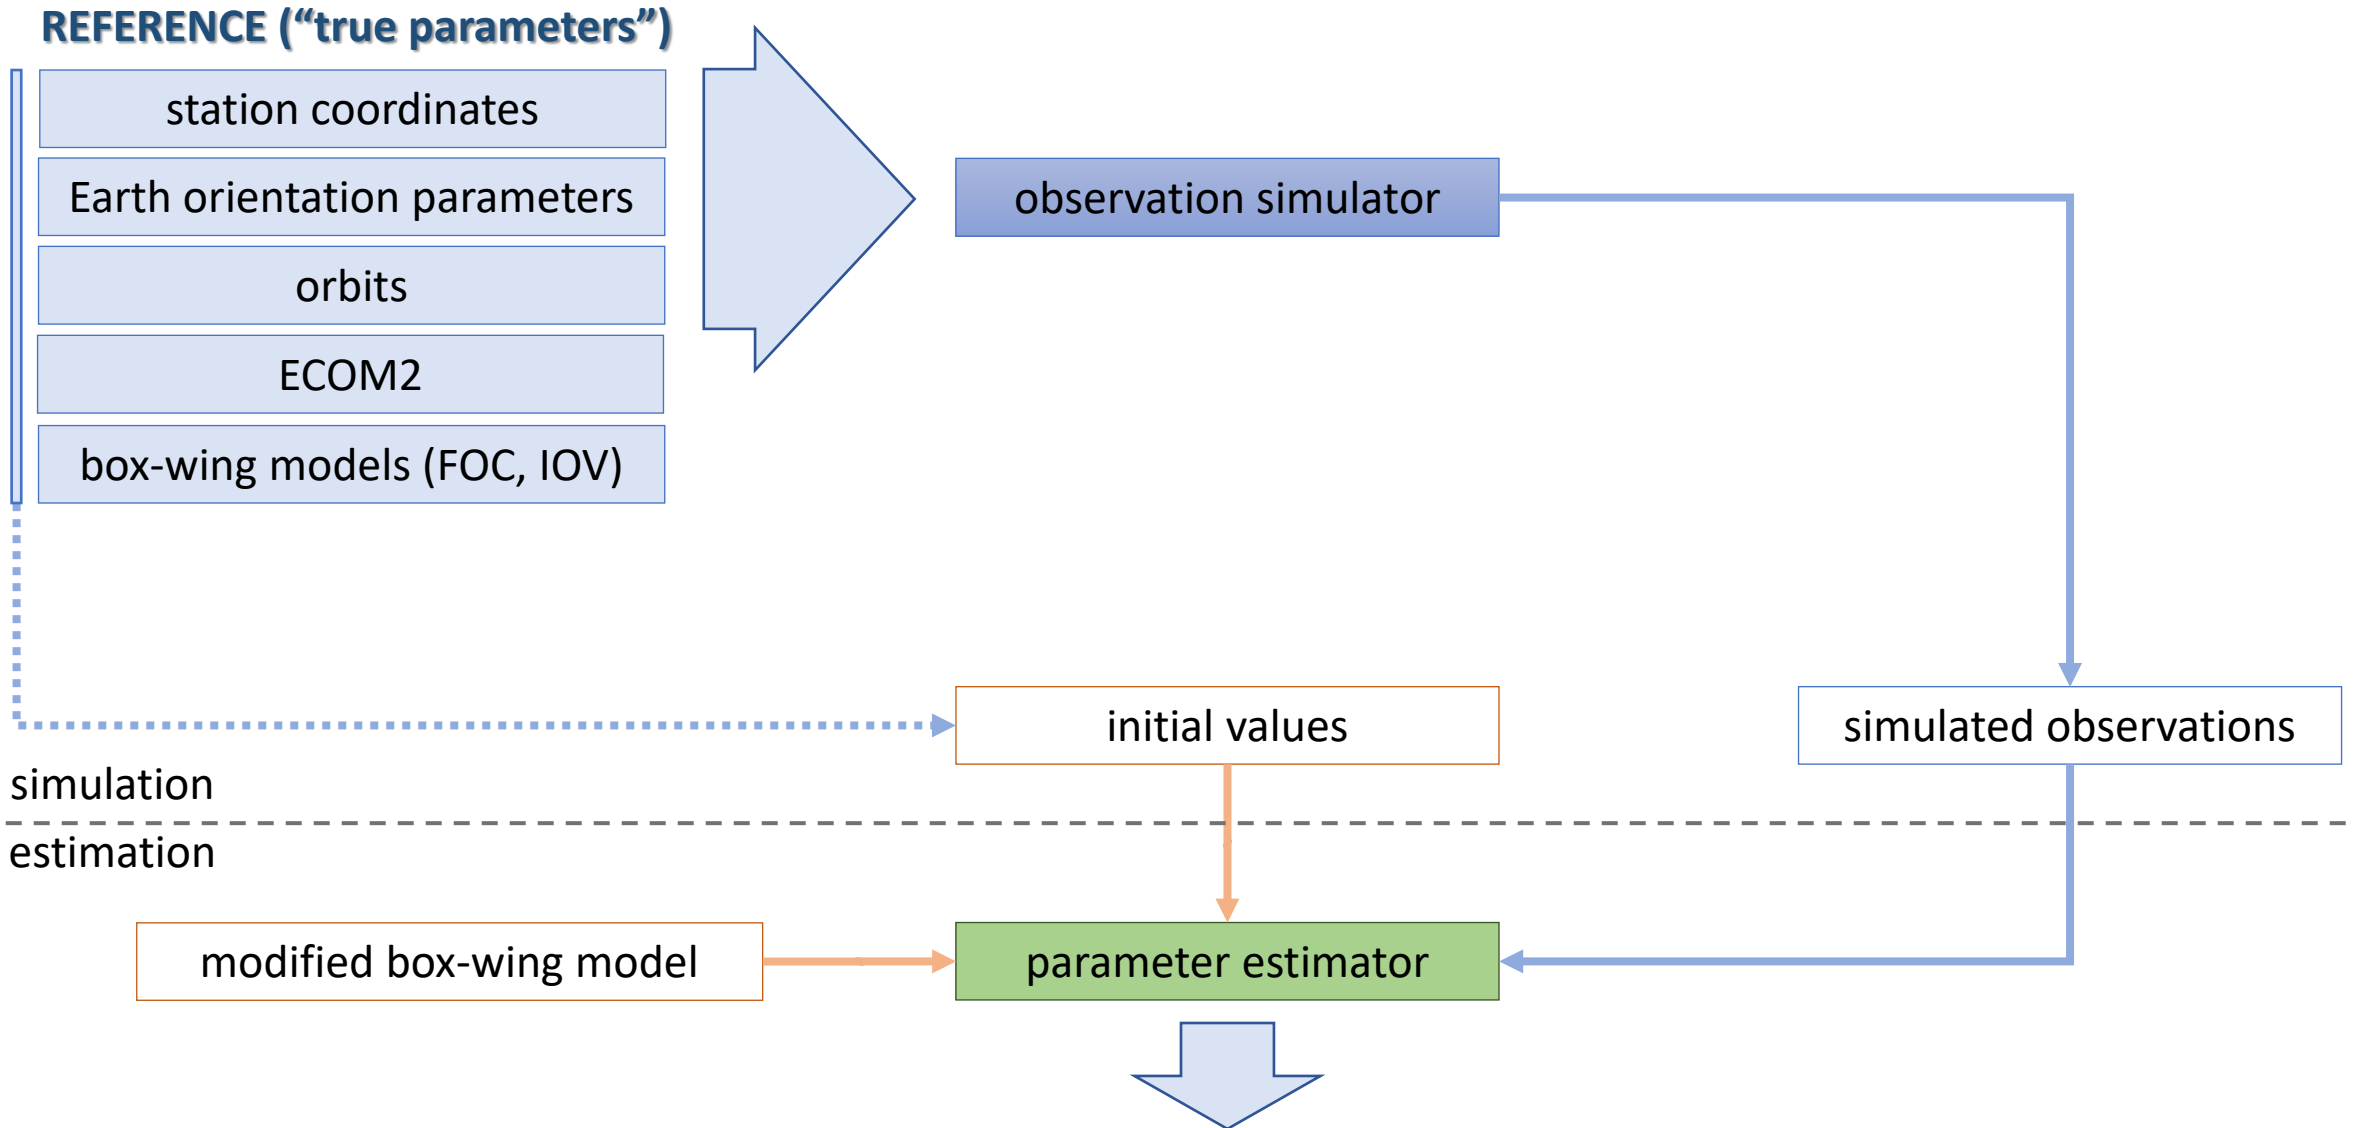 REFERENCE (“true parameters”)
station coordinates
Earth orientation parameters
observation simulator
orbits
ECOM2
box-wing models (FOC, IOV)
initial values
simulated observations
simulation
estimation
modified box-wing model
parameter estimator